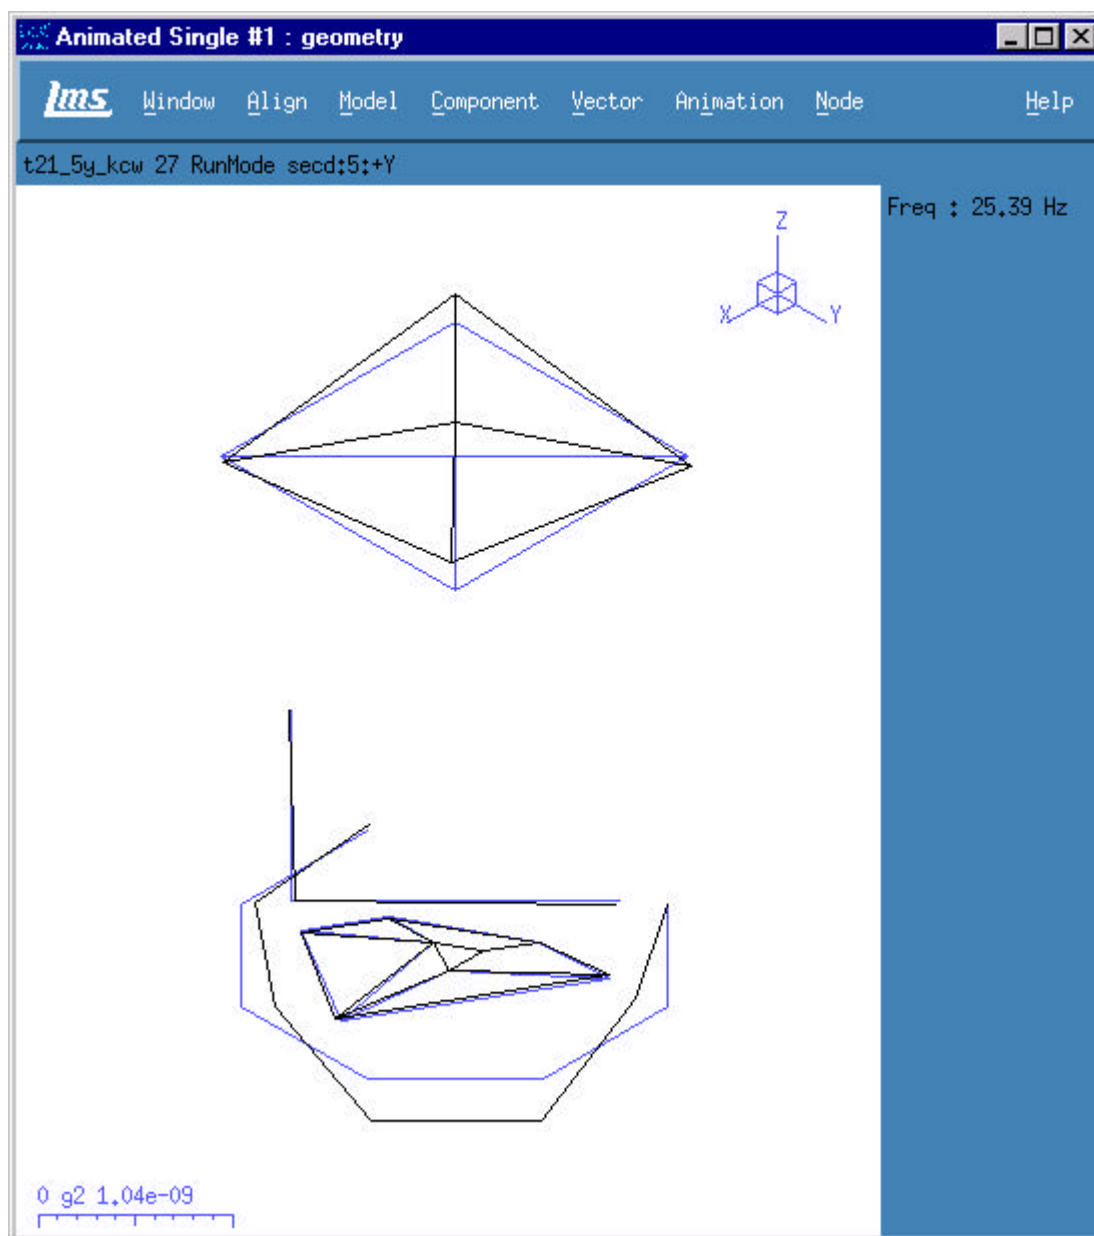 Animated Single #1 : geometry
lms Window Align Model Component Vector Animation Node Help
t21_5y_kcw 27 RunMode secd:5:+Y
Freq : 25.39 Hz
Z
X Y
0 g2 1.04e-09